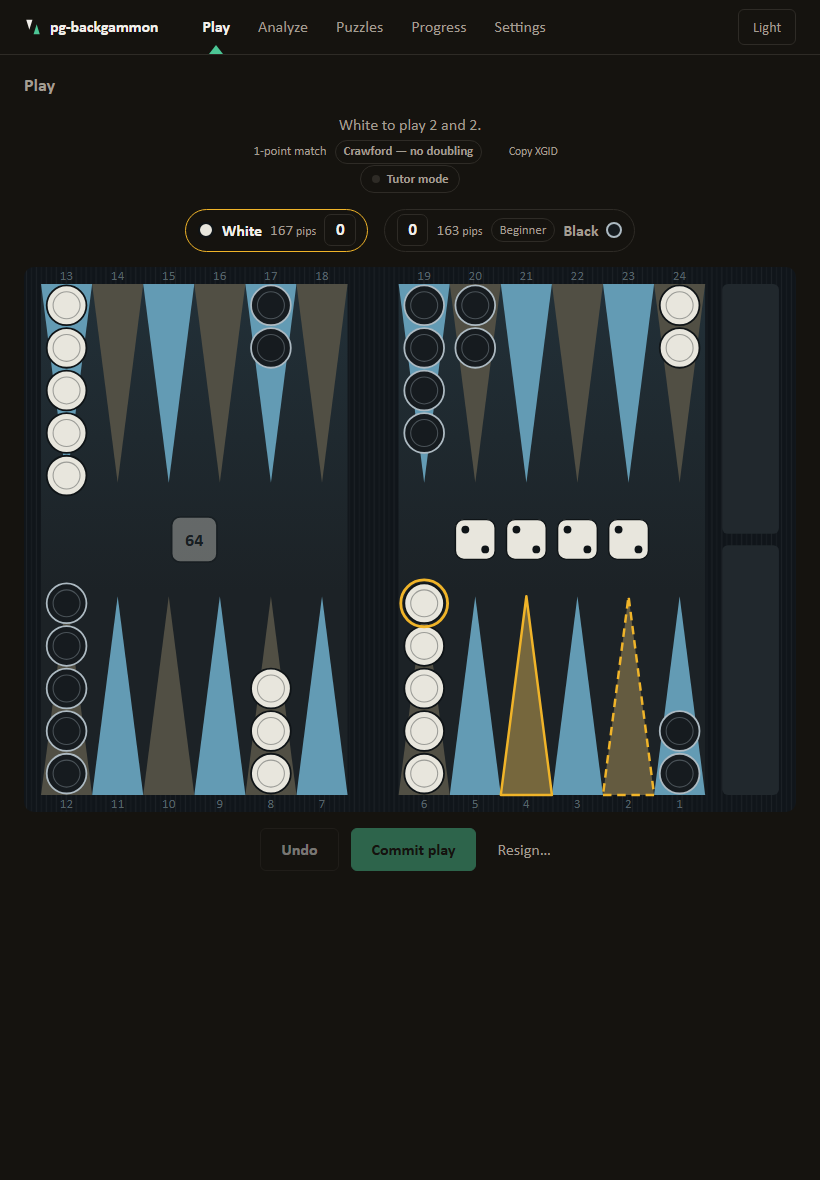 pg-backgammon Play Analyze Puzzles Progress Settings Light
Play
White to play 2 and 2.
1-point match Crawford — no doubling Copy XGID
Tutor mode
White 167 pips 0 0 163 pips Beginner Black
13 14 15 16 17 18 19 20 21 22 23 24
64
12 11 10 9 8 7 6 5 4 3 2 1
Undo Commit play Resign...